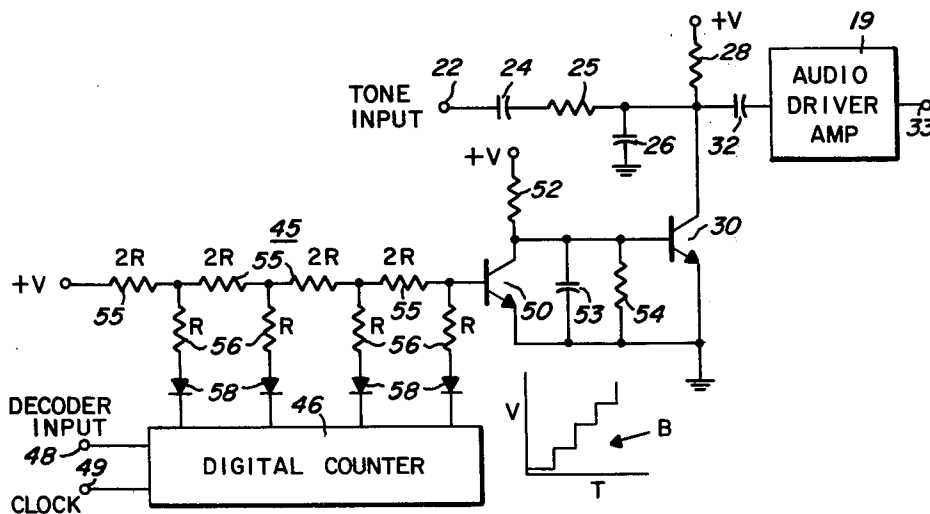 +V
19
28
22
24
25
TONE
INPUT
AUDIO
DRIVER
AMP
26
32
33
+V
52
30
45
2R
2R
55
2R
2R
+V
55
55
50
53
54
R
56
R
R
56
R
58
58
DECODER
INPUT
46
48
49
DIGITAL COUNTER
CLOCK
V
B
T